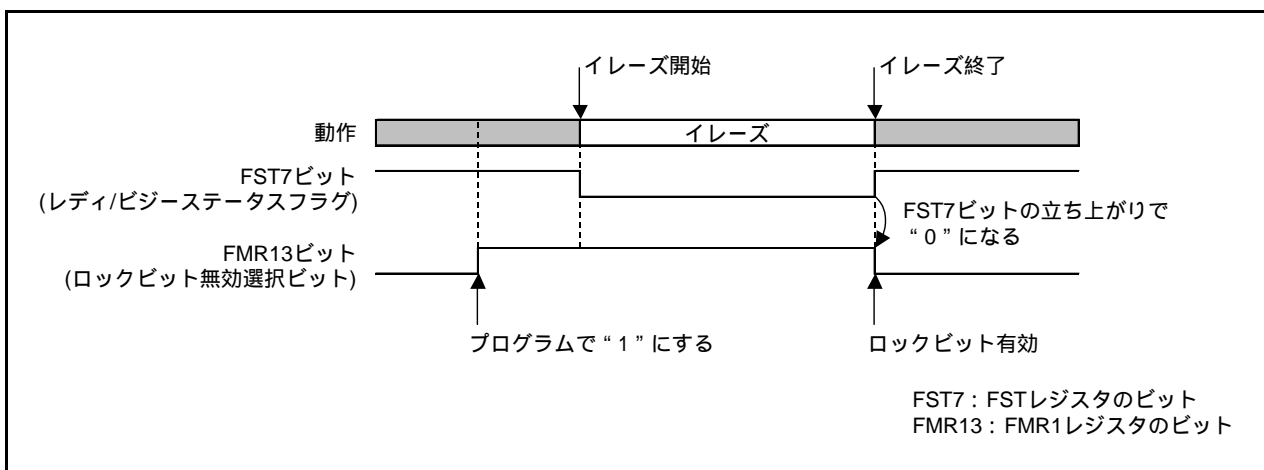 イレーズ開始
イレーズ終了
動作
イレーズ
FST7ビット
(レディ/ビジーステータスフラグ)
FST7ビットの立ち上がりで
“0”になる
FMR13ビット
(ロックビット無効選択ビット)
プログラムで“1”にする
ロックビット有効
FST7：FSTレジスタのビット
FMR13：FMR1レジスタのビット